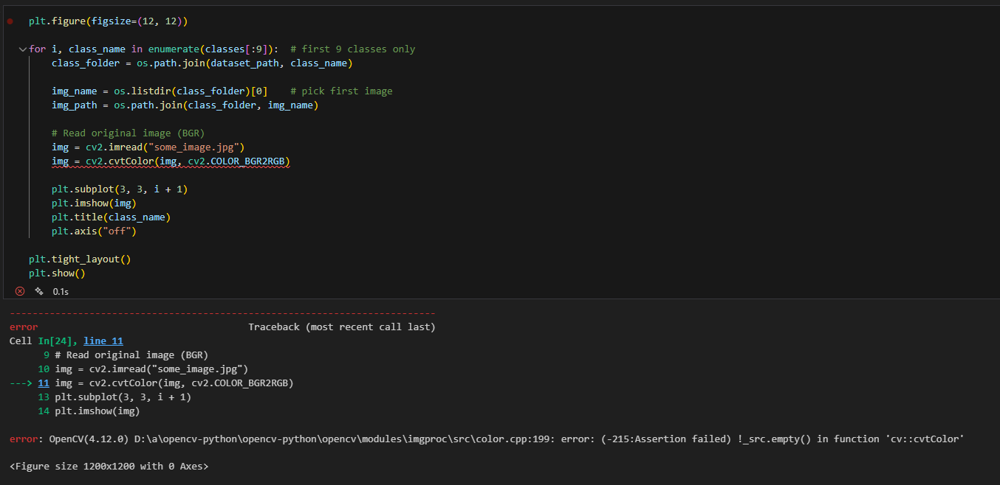 plt.figure(figsize=(12, 12))
for i, class_name in enumerate(classes[:9]):  # first 9 classes only
    class_folder = os.path.join(dataset_path, class_name)
    img_name = os.listdir(class_folder)[0]    # pick first image
    img_path = os.path.join(class_folder, img_name)
    # Read original image (BGR)
    img = cv2.imread("some_image.jpg")
    img = cv2.cvtColor(img, cv2.COLOR_BGR2RGB)
    plt.subplot(3, 3, i + 1)
    plt.imshow(img)
    plt.title(class_name)
    plt.axis("off")
plt.tight_layout()
plt.show()
0.1s
---------------------------------------------------------------------------
error                                     Traceback (most recent call last)
Cell In[24], line 11
      9 # Read original image (BGR)
     10 img = cv2.imread("some_image.jpg")
---> 11 img = cv2.cvtColor(img, cv2.COLOR_BGR2RGB)
     13 plt.subplot(3, 3, i + 1)
     14 plt.imshow(img)
error: OpenCV(4.12.0) D:\a\opencv-python\opencv-python\opencv\modules\imgproc\src\color.cpp:199: error: (-215:Assertion failed) !_src.empty() in function 'cv::cvtColor'
<Figure size 1200x1200 with 0 Axes>